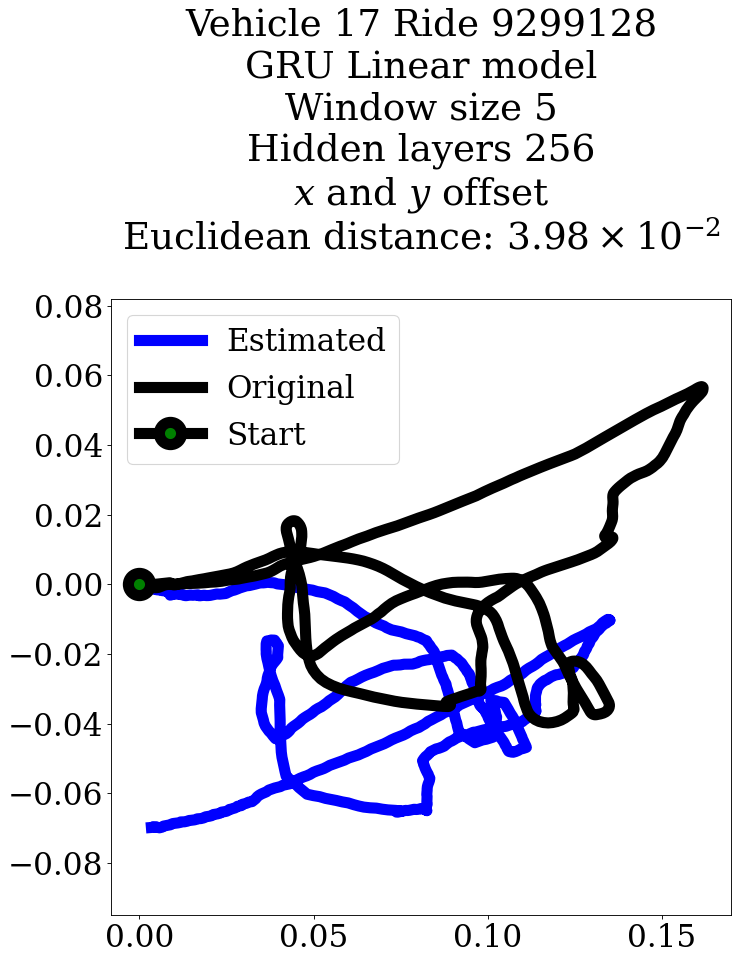 Vehicle 17 Ride 9299128
GRU Linear model
Window size 5
Hidden layers 256
x and y offset
Euclidean distance: 3.98 × 10⁻²
0.08
Estimated
0.06
Original
0.04
Start
0.02
0.00
−0.02
−0.04
−0.06
−0.08
0.00 0.05 0.10 0.15